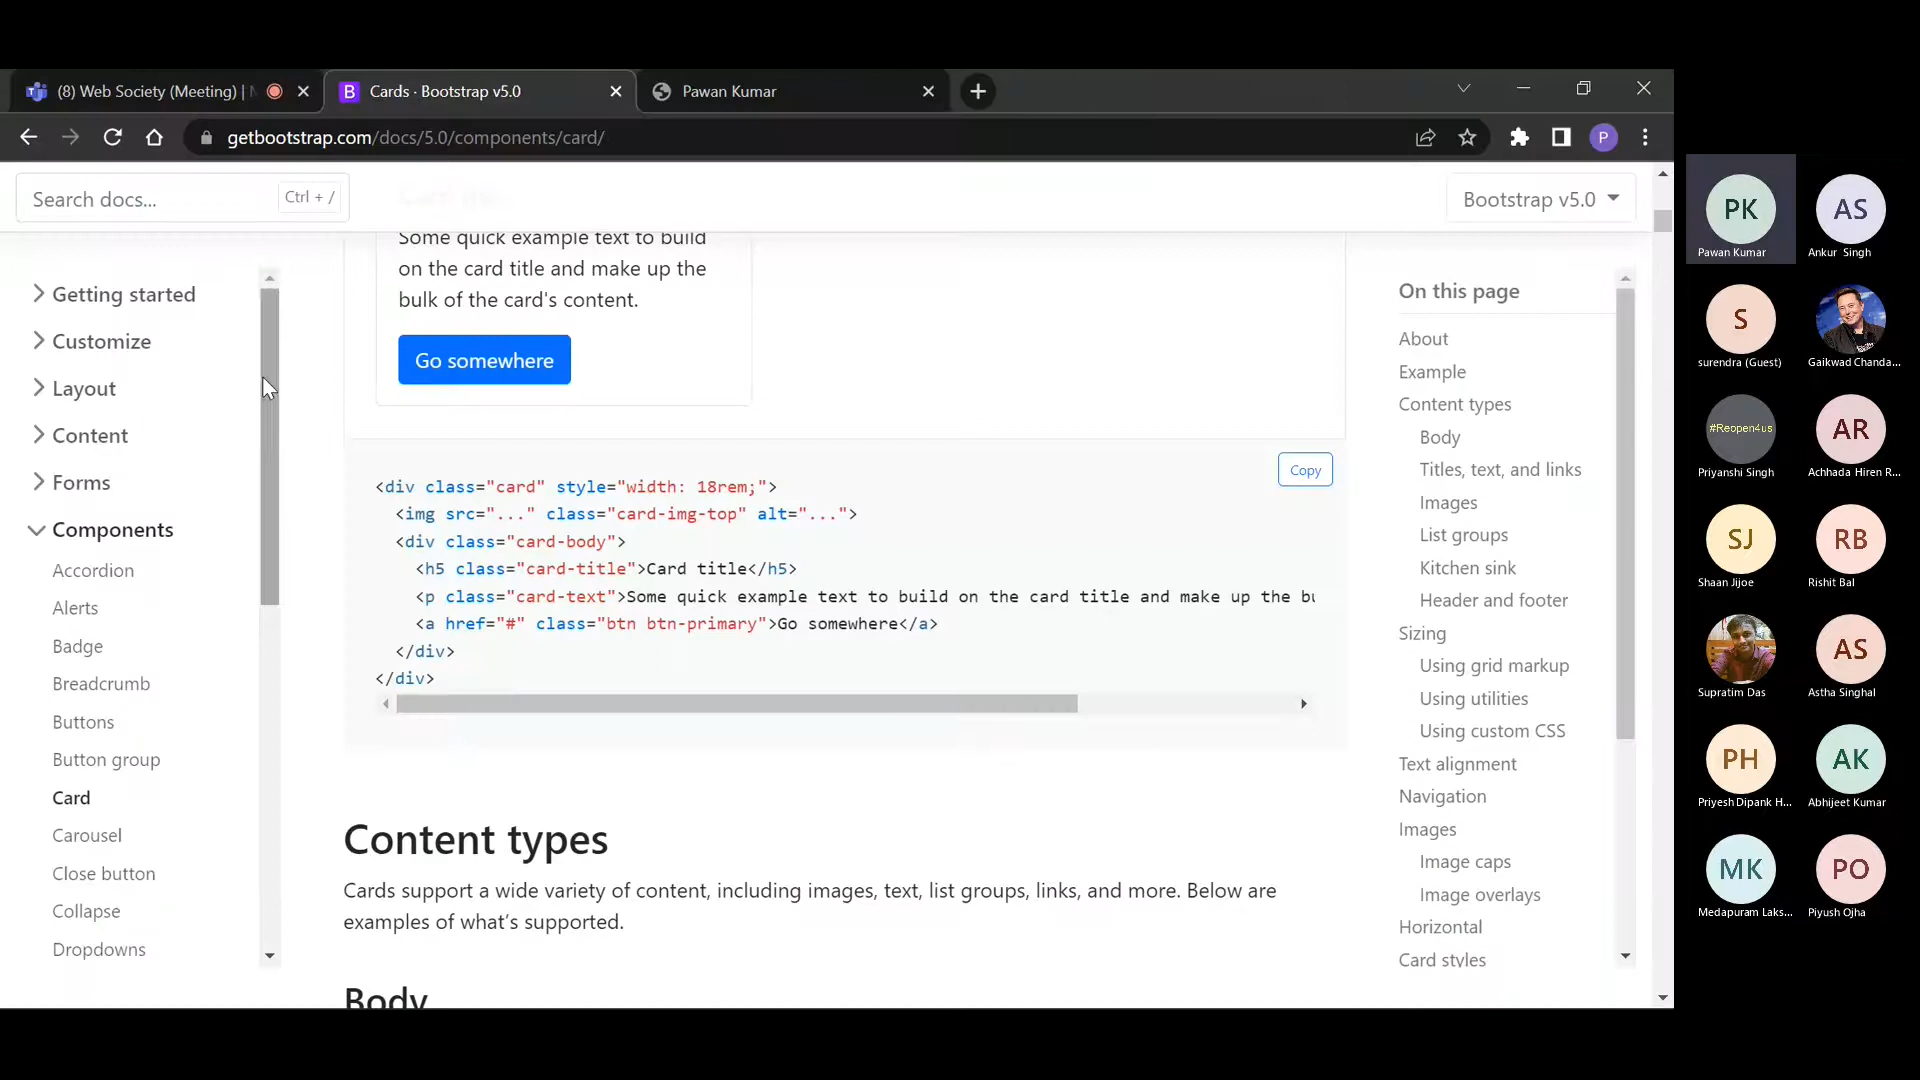 (8) Web Society (Meeting) |
Cards · Bootstrap v5.0
Pawan Kumar
getbootstrap.com/docs/5.0/components/card/
P
Search docs...
Ctrl + /
Bootstrap v5.0
Getting started
Customize
Layout
Content
Forms
Components
Accordion
Alerts
Badge
Breadcrumb
Buttons
Button group
Card
Carousel
Close button
Collapse
Dropdowns
Some quick example text to build
on the card title and make up the
bulk of the card's content.
Go somewhere
Copy
<div class="card" style="width: 18rem;">
<img src="..." class="card-img-top" alt="...">
<div class="card-body">
<h5 class="card-title">Card title</h5>
<p class="card-text">Some quick example text to build on the card title and make up the bu
<a href="#" class="btn btn-primary">Go somewhere</a>
</div>
</div>
Content types
Cards support a wide variety of content, including images, text, list groups, links, and more. Below are
examples of what's supported.
Body
On this page
About
Example
Content types
Body
Titles, text, and links
Images
List groups
Kitchen sink
Header and footer
Sizing
Using grid markup
Using utilities
Using custom CSS
Text alignment
Navigation
Images
Image caps
Image overlays
Horizontal
Card styles
PK
Pawan Kumar
AS
Ankur Singh
S
surendra (Guest)
Gaikwad Chanda...
#Reopen4us
Priyanshi Singh
AR
Achhada Hiren R...
SJ
Shaan Jijoe
RB
Rishit Bal
Supratim Das
AS
Astha Singhal
PH
Priyesh Dipank H...
AK
Abhijeet Kumar
MK
Medapuram Laks...
PO
Piyush Ojha